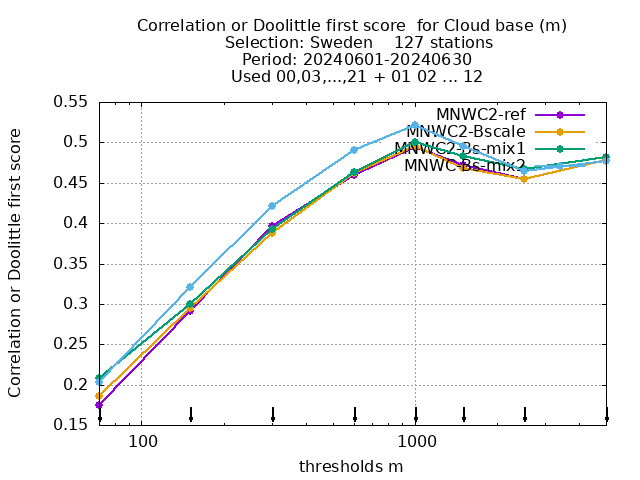 Correlation or Doolittle first score  for Cloud base (m)
Selection: Sweden    127 stations
Period: 20240601-20240630
Used 00,03,...,21 + 01 02 ... 12
Correlation or Doolittle first score
0.55
0.5
0.45
0.4
0.35
0.3
0.25
0.2
0.15
MNWC2-ref
MNWC2-Bscale
MNWC2-Bs-mix1
MNWC-Bs-mix2
100
1000
thresholds m